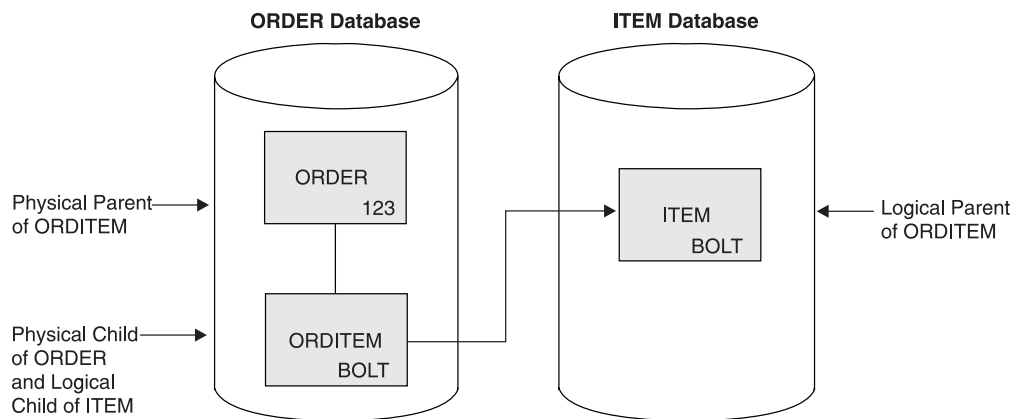 ORDER Database
ITEM Database
ORDER
123
Physical Parent
of ORDITEM
ITEM
BOLT
Logical Parent
of ORDITEM
ORDITEM
BOLT
Physical Child
of ORDER
and Logical
Child of ITEM